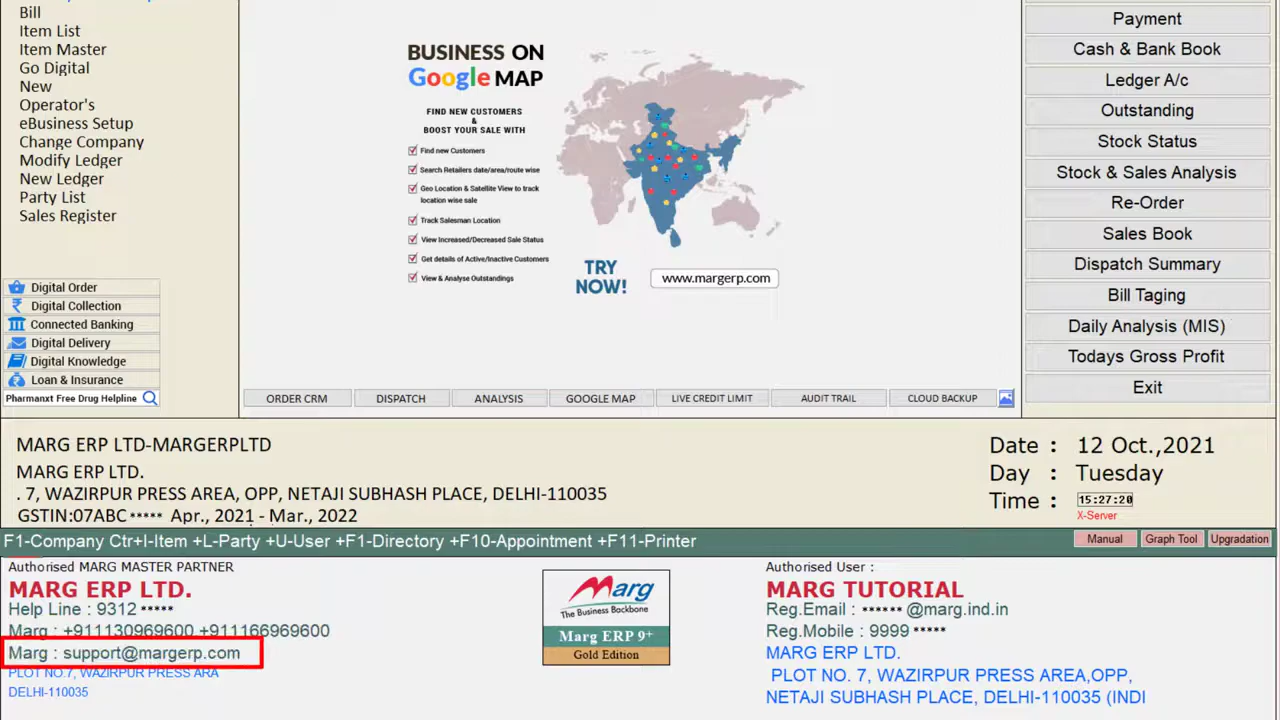 Bill
Item List
Item Master
Go Digital
New
Operator's
eBusiness Setup
Change Company
Modify Ledger
New Ledger
Party List
Sales Register
Digital Order
Digital Collection
Connected Banking
Digital Delivery
Digital Knowledge
Loan & Insurance
Pharmanxt Free Drug Helpline
BUSINESS ON
Google MAP
FIND NEW CUSTOMERS
&
BOOST YOUR SALE WITH
Find new Customers
Search Retailers date/area/route wise
Geo Location & Satellite View to track
location wise sale
Track Salesman Location
View Increased/Decreased Sale Status
Get details of Active/Inactive Customers
View & Analyse Outstandings
TRY
NOW!
www.margerp.com
ORDER CRM
DISPATCH
ANALYSIS
GOOGLE MAP
LIVE CREDIT LIMIT
AUDIT TRAIL
CLOUD BACKUP
Payment
Cash & Bank Book
Ledger A/c
Outstanding
Stock Status
Stock & Sales Analysis
Re-Order
Sales Book
Dispatch Summary
Bill Taging
Daily Analysis (MIS)
Todays Gross Profit
Exit
MARG ERP LTD-MARGERPLTD
MARG ERP LTD.
. 7, WAZIRPUR PRESS AREA, OPP, NETAJI SUBHASH PLACE, DELHI-110035
GSTIN:07ABC ***** Apr., 2021 - Mar., 2022
Date : 12 Oct.,2021
Day : Tuesday
Time : 15:27:20
X-Server
F1-Company Ctr+I-Item +L-Party +U-User +F1-Directory +F10-Appointment +F11-Printer
Manual
Graph Tool
Upgradation
Authorised MARG MASTER PARTNER
MARG ERP LTD.
Help Line : 9312 *****
Marg : +911130969600 +911166969600
Marg : support@margerp.com
PLOT NO.7, WAZIRPUR PRESS ARA
DELHI-110035
Marg
The Business Backbone
Marg ERP 9+
Gold Edition
Authorised User :
MARG TUTORIAL
Reg.Email : ****** @marg.ind.in
Reg.Mobile : 9999 *****
MARG ERP LTD.
PLOT NO. 7, WAZIRPUR PRESS AREA,OPP,
NETAJI SUBHASH PLACE, DELHI-110035 (INDI